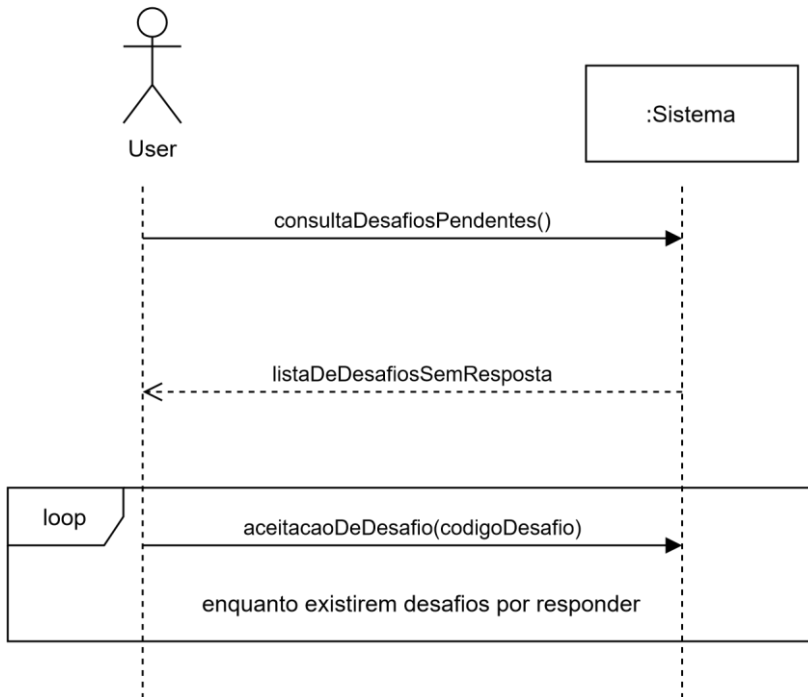 User
:Sistema
consultaDesafiosPendentes()
listaDeDesafiosSemResposta
loop
aceitacaoDeDesafio(codigoDesafio)
enquanto existirem desafios por responder